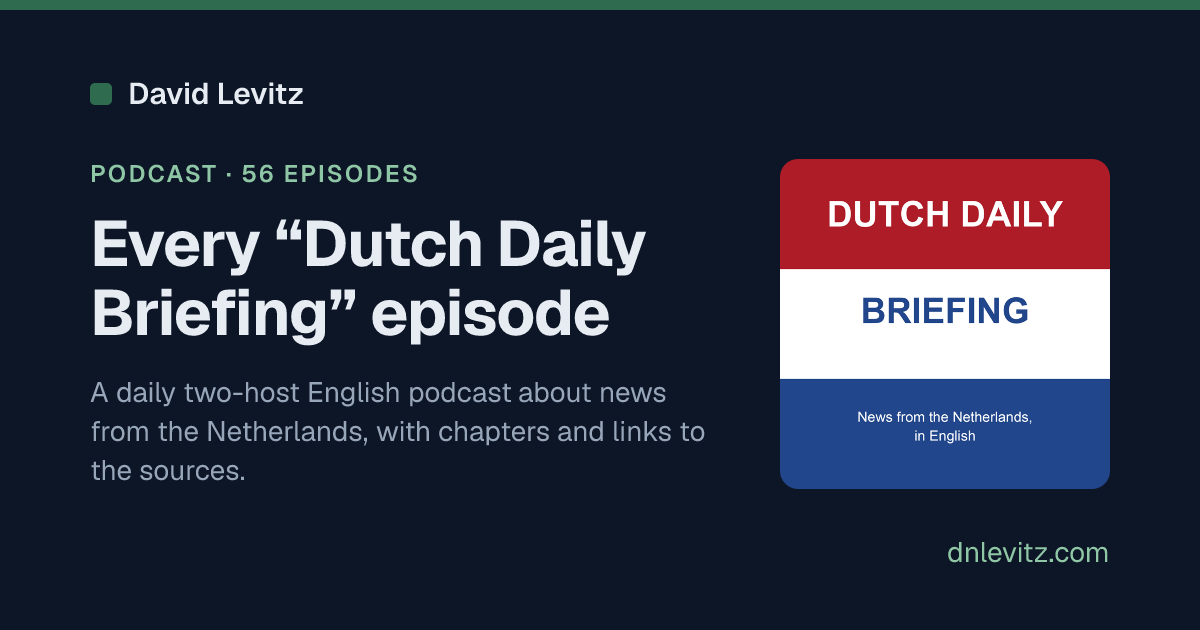 David Levitz
PODCAST · 56 EPISODES
Every “Dutch Daily
Briefing” episode
A daily two-host English podcast about news
from the Netherlands, with chapters and links to
the sources.
DUTCH DAILY
BRIEFING
News from the Netherlands,
in English
dnlevitz.com